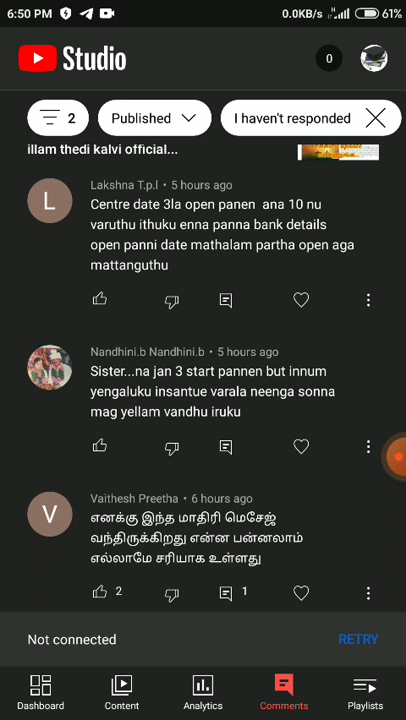 6:50 PM 0.0KB/s 61%
Studio 0
2 Published I haven't responded
illam thedi kalvi official...
L Lakshna T.p.l • 5 hours ago
Centre date 3la open panen ana 10 nu
varuthu ithuku enna panna bank details
open panni date mathalam partha open aga
mattanguthu
Nandhini.b Nandhini.b • 5 hours ago
Sister...na jan 3 start pannen but innum
yengaluku insantue varala neenga sonna
mag yellam vandhu iruku
V Vaithesh Preetha • 6 hours ago
எனக்கு இந்த மாதிரி மெசேஜ்
வந்திருக்கிறது என்ன பன்னலாம்
எல்லாமே சரியாக உள்ளது
2 1
Not connected RETRY
Dashboard Content Analytics Comments Playlists